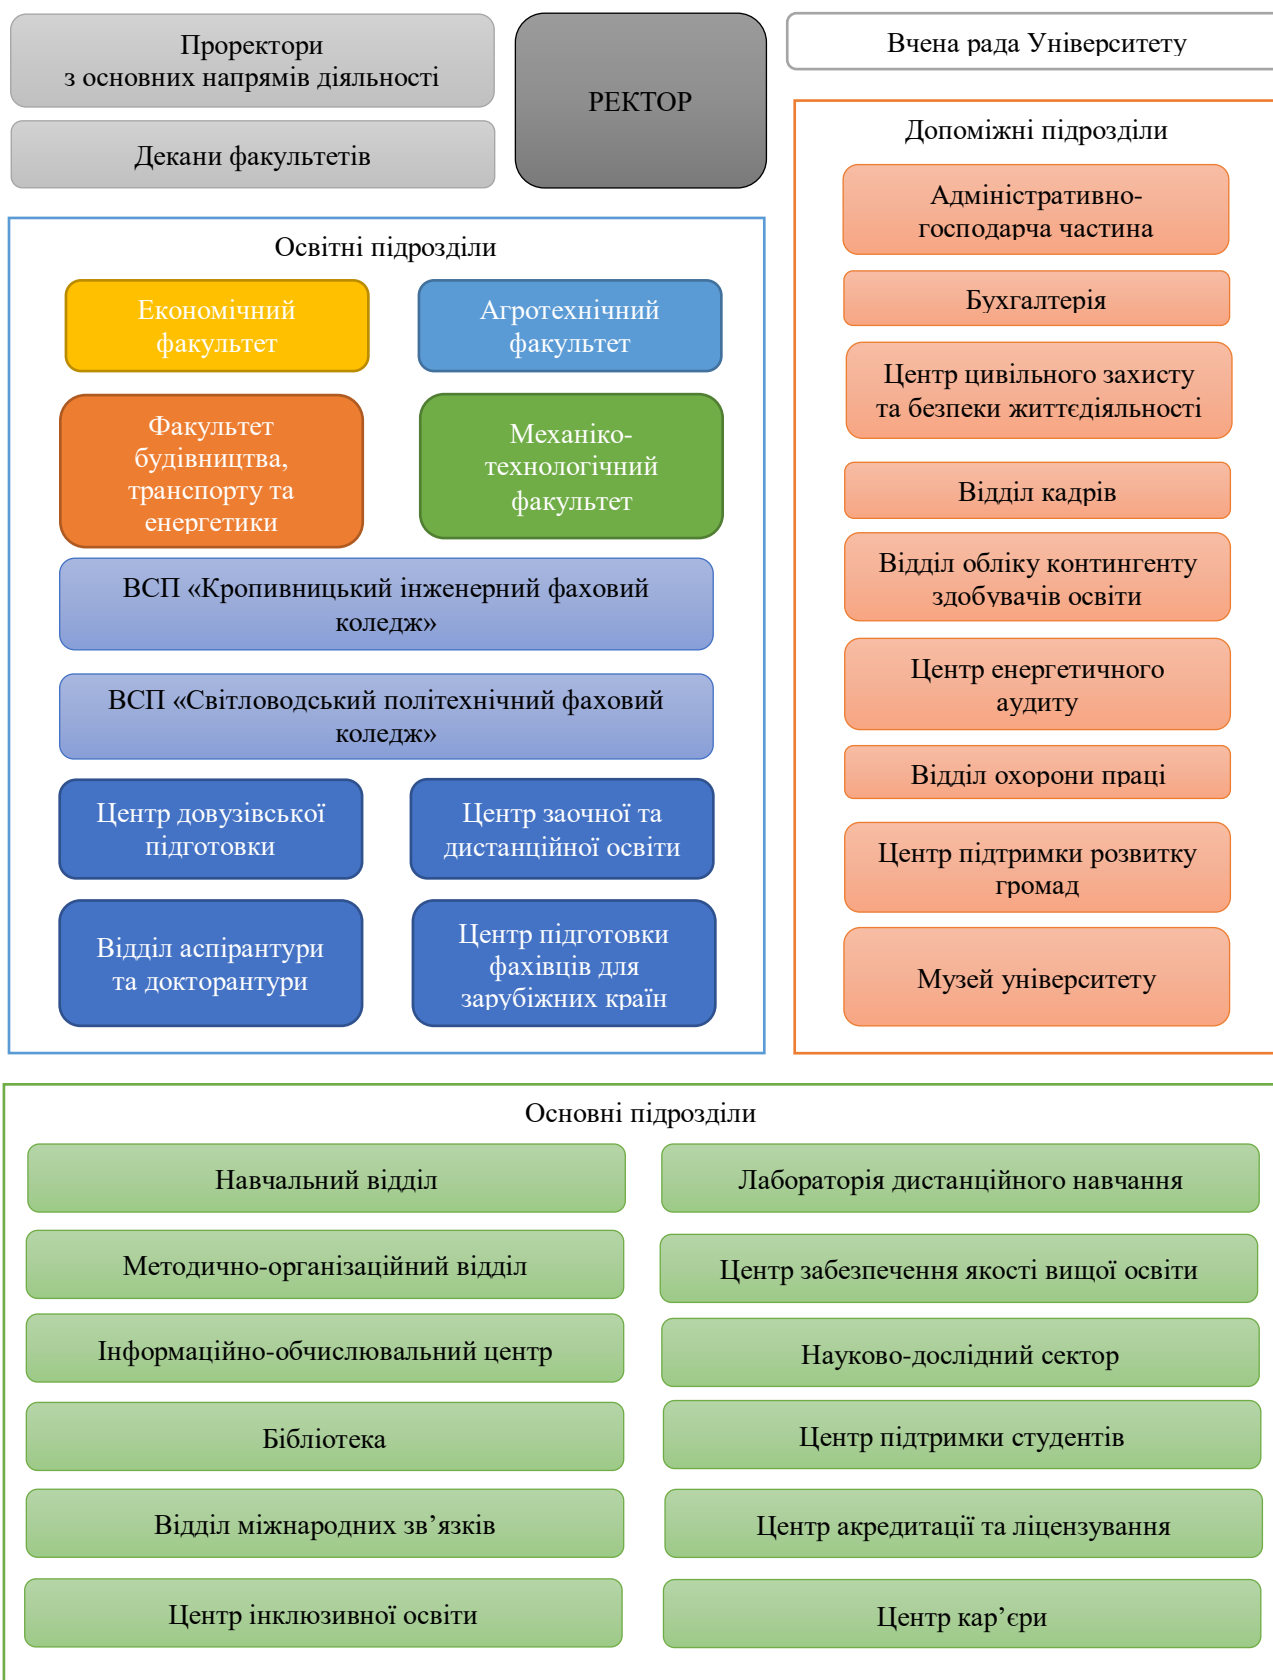 Проректори
з основних напрямів діяльності
Декани факультетів
РЕКТОР
Вчена рада Університету
Освітні підрозділи
Економічний
факультет
Агротехнічний
факультет
Факультет
будівництва,
транспорту та
енергетики
Механіко-
технологічний
факультет
ВСП «Кропивницький інженерний фаховий
коледж»
ВСП «Світловодський політехнічний фаховий
коледж»
Центр довузівської
підготовки
Центр заочної та
дистанційної освіти
Відділ аспірантури
та докторантури
Центр підготовки
фахівців для
зарубіжних країн
Допоміжні підрозділи
Адміністративно-
господарча частина
Бухгалтерія
Центр цивільного захисту
та безпеки життєдіяльності
Відділ кадрів
Відділ обліку контингенту
здобувачів освіти
Центр енергетичного
аудиту
Відділ охорони праці
Центр підтримки розвитку
громад
Музей університету
Основні підрозділи
Навчальний відділ
Лабораторія дистанційного навчання
Методично-організаційний відділ
Центр забезпечення якості вищої освіти
Інформаційно-обчислювальний центр
Науково-дослідний сектор
Бібліотека
Центр підтримки студентів
Відділ міжнародних зв’язків
Центр акредитації та ліцензування
Центр інклюзивної освіти
Центр кар’єри